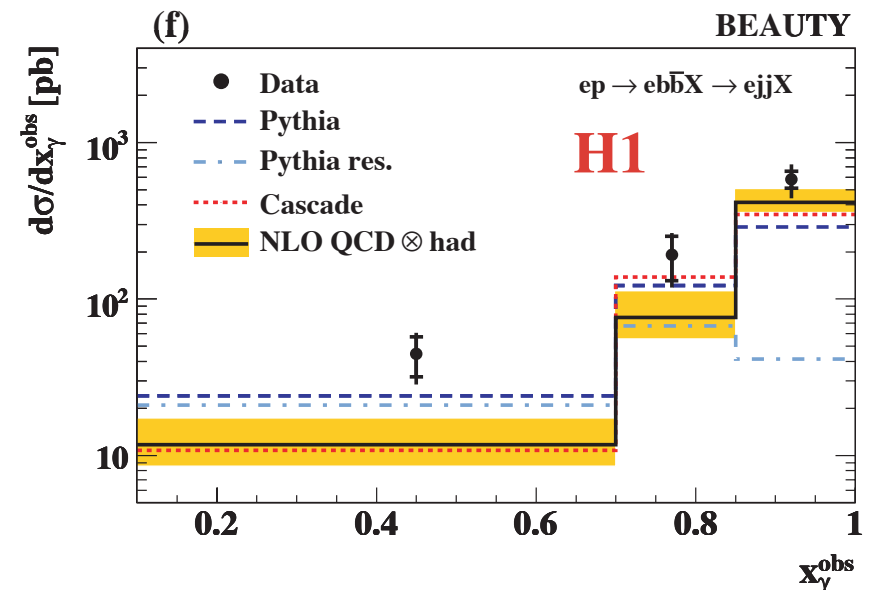 (f) BEAUTY
dσ/dx_γ^obs [pb]
Data
ep → ebb̅X → ejjX
Pythia
Pythia res.
H1
Cascade
NLO QCD ⊗ had
10³
10²
10
0.2 0.4 0.6 0.8 1
x_γ^obs